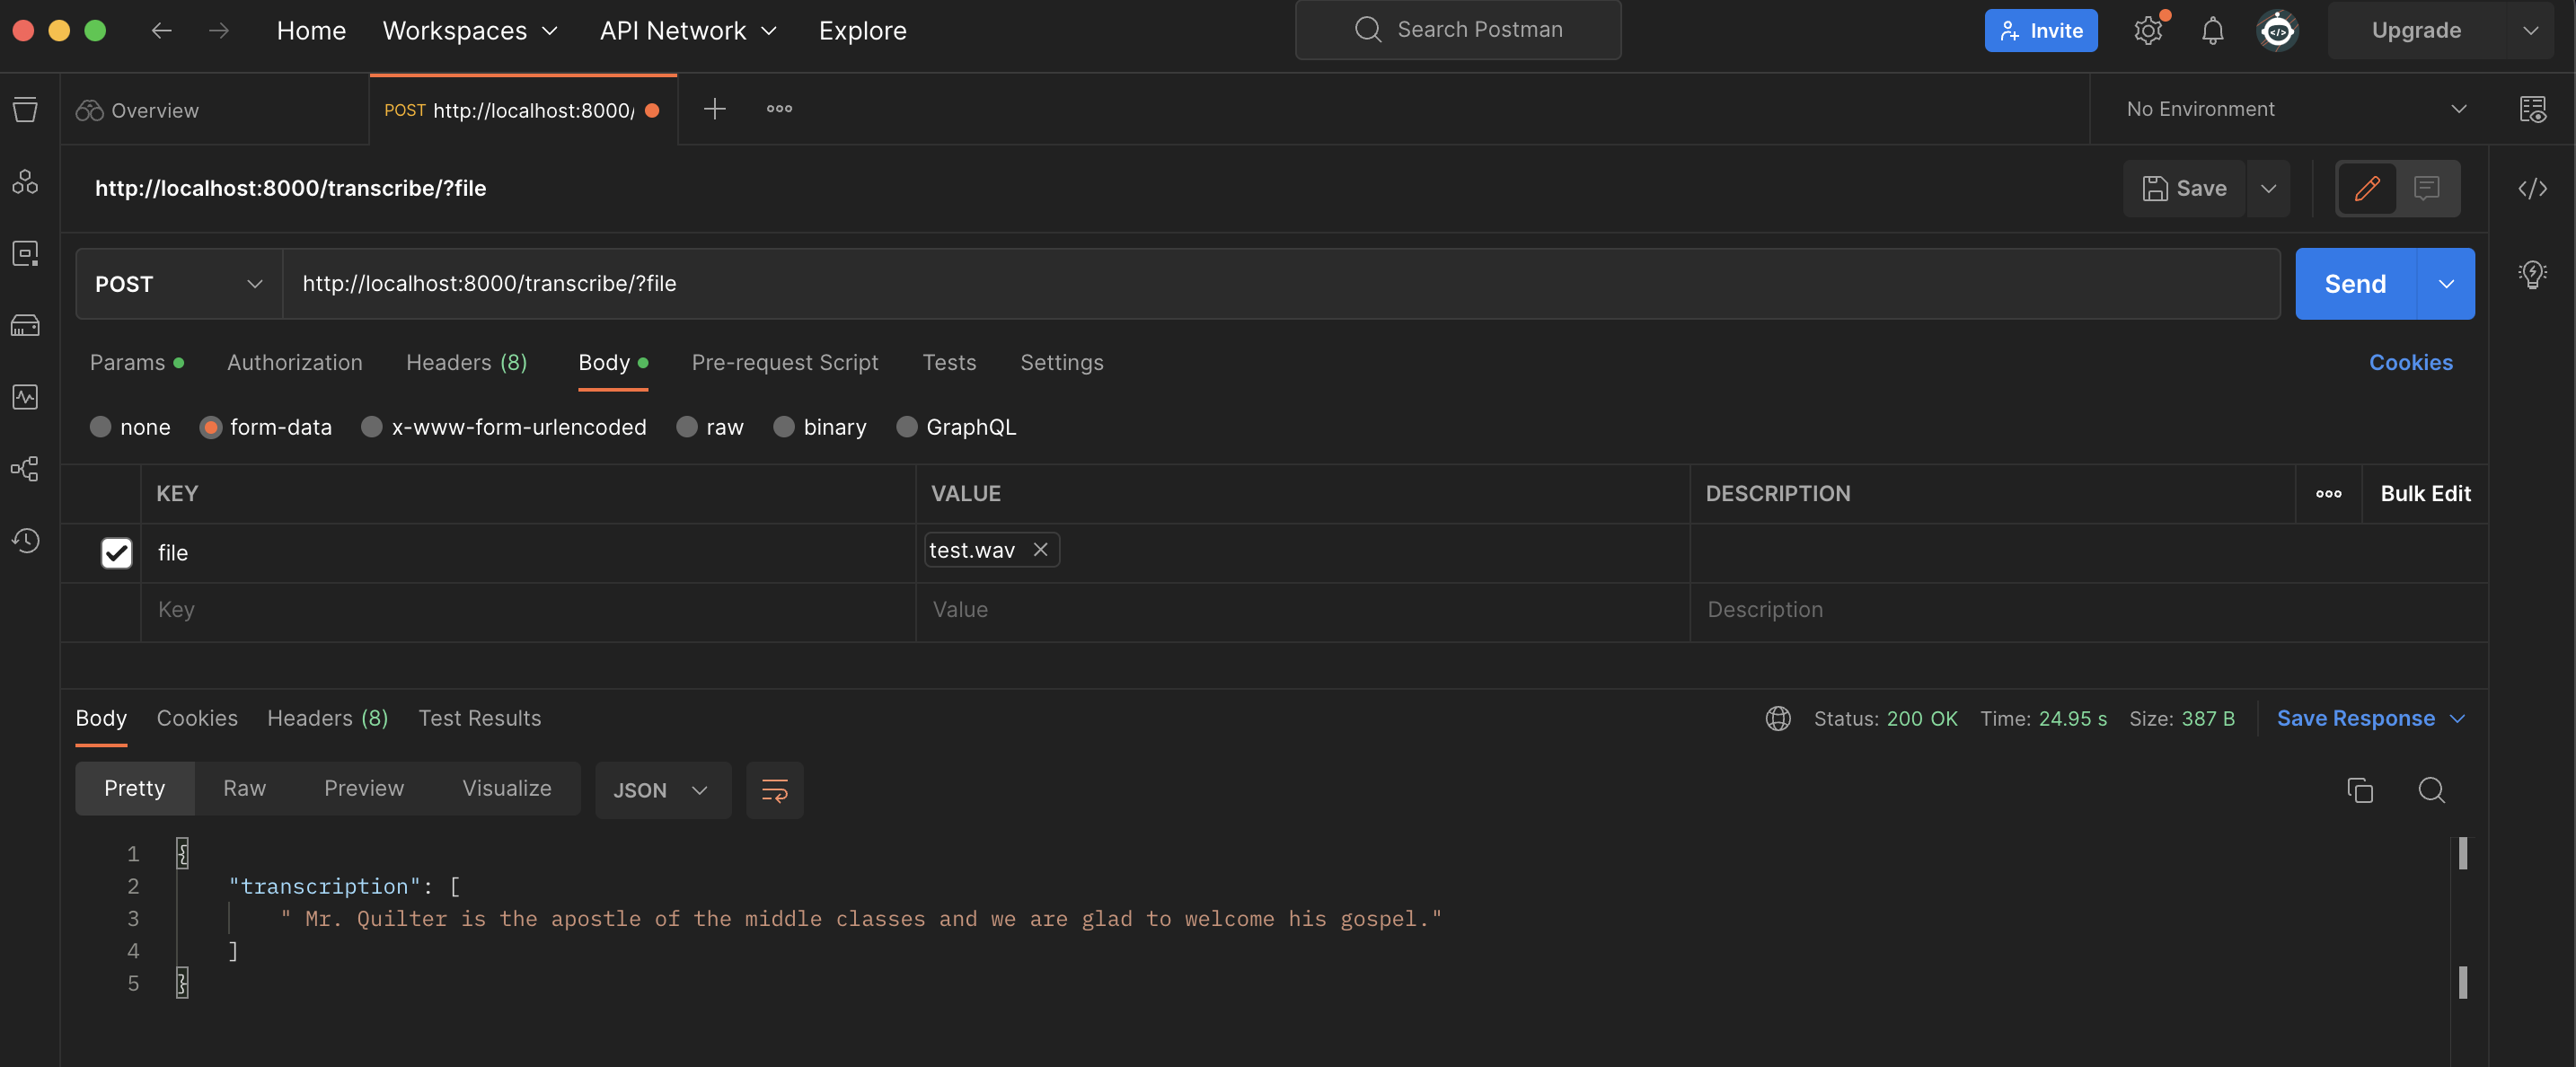 Home Workspaces API Network Explore Search Postman Invite Upgrade
Overview POST http://localhost:8000/ No Environment
http://localhost:8000/transcribe/?file Save
POST http://localhost:8000/transcribe/?file Send
Params Authorization Headers (8) Body Pre-request Script Tests Settings Cookies
none form-data x-www-form-urlencoded raw binary GraphQL
KEY VALUE DESCRIPTION Bulk Edit
file test.wav
Key Value Description
Body Cookies Headers (8) Test Results Status: 200 OK Time: 24.95 s Size: 387 B Save Response
Pretty Raw Preview Visualize JSON
1 {
2 "transcription": [
3 " Mr. Quilter is the apostle of the middle classes and we are glad to welcome his gospel."
4 ]
5 }